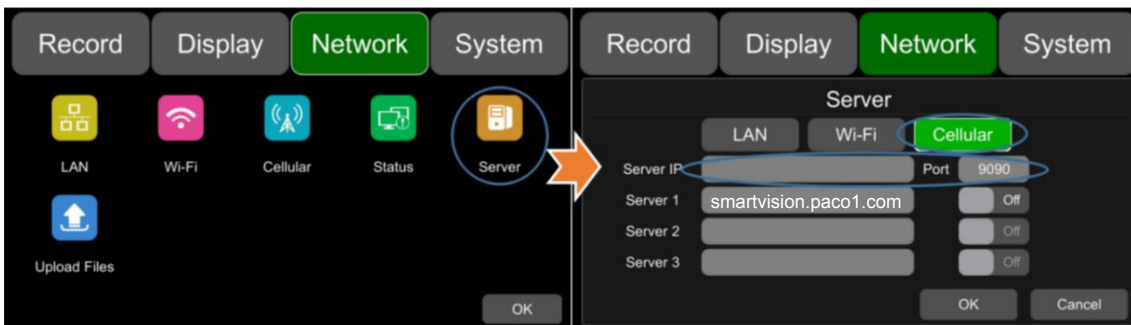 Record Display Network System
LAN Wi-Fi Cellular Status Server
Upload Files
OK
Record Display Network System
Server
LAN Wi-Fi Cellular
Server IP Port 9090
Server 1 smartvision.paco1.com Off
Server 2 Off
Server 3 Off
OK Cancel